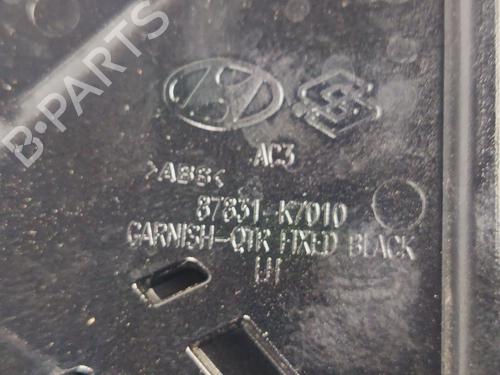 B-PARTS
AC3
>ABS<
87831-K7010
GARNISH-QTR FIXED BLACK
LH